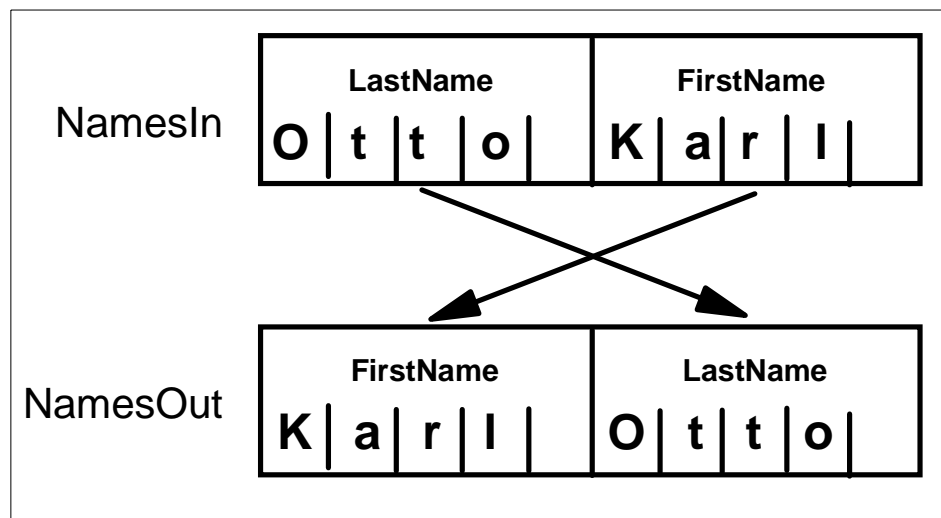 LastName FirstName
NamesIn
O t t o K a r l
FirstName LastName
NamesOut
K a r l O t t o